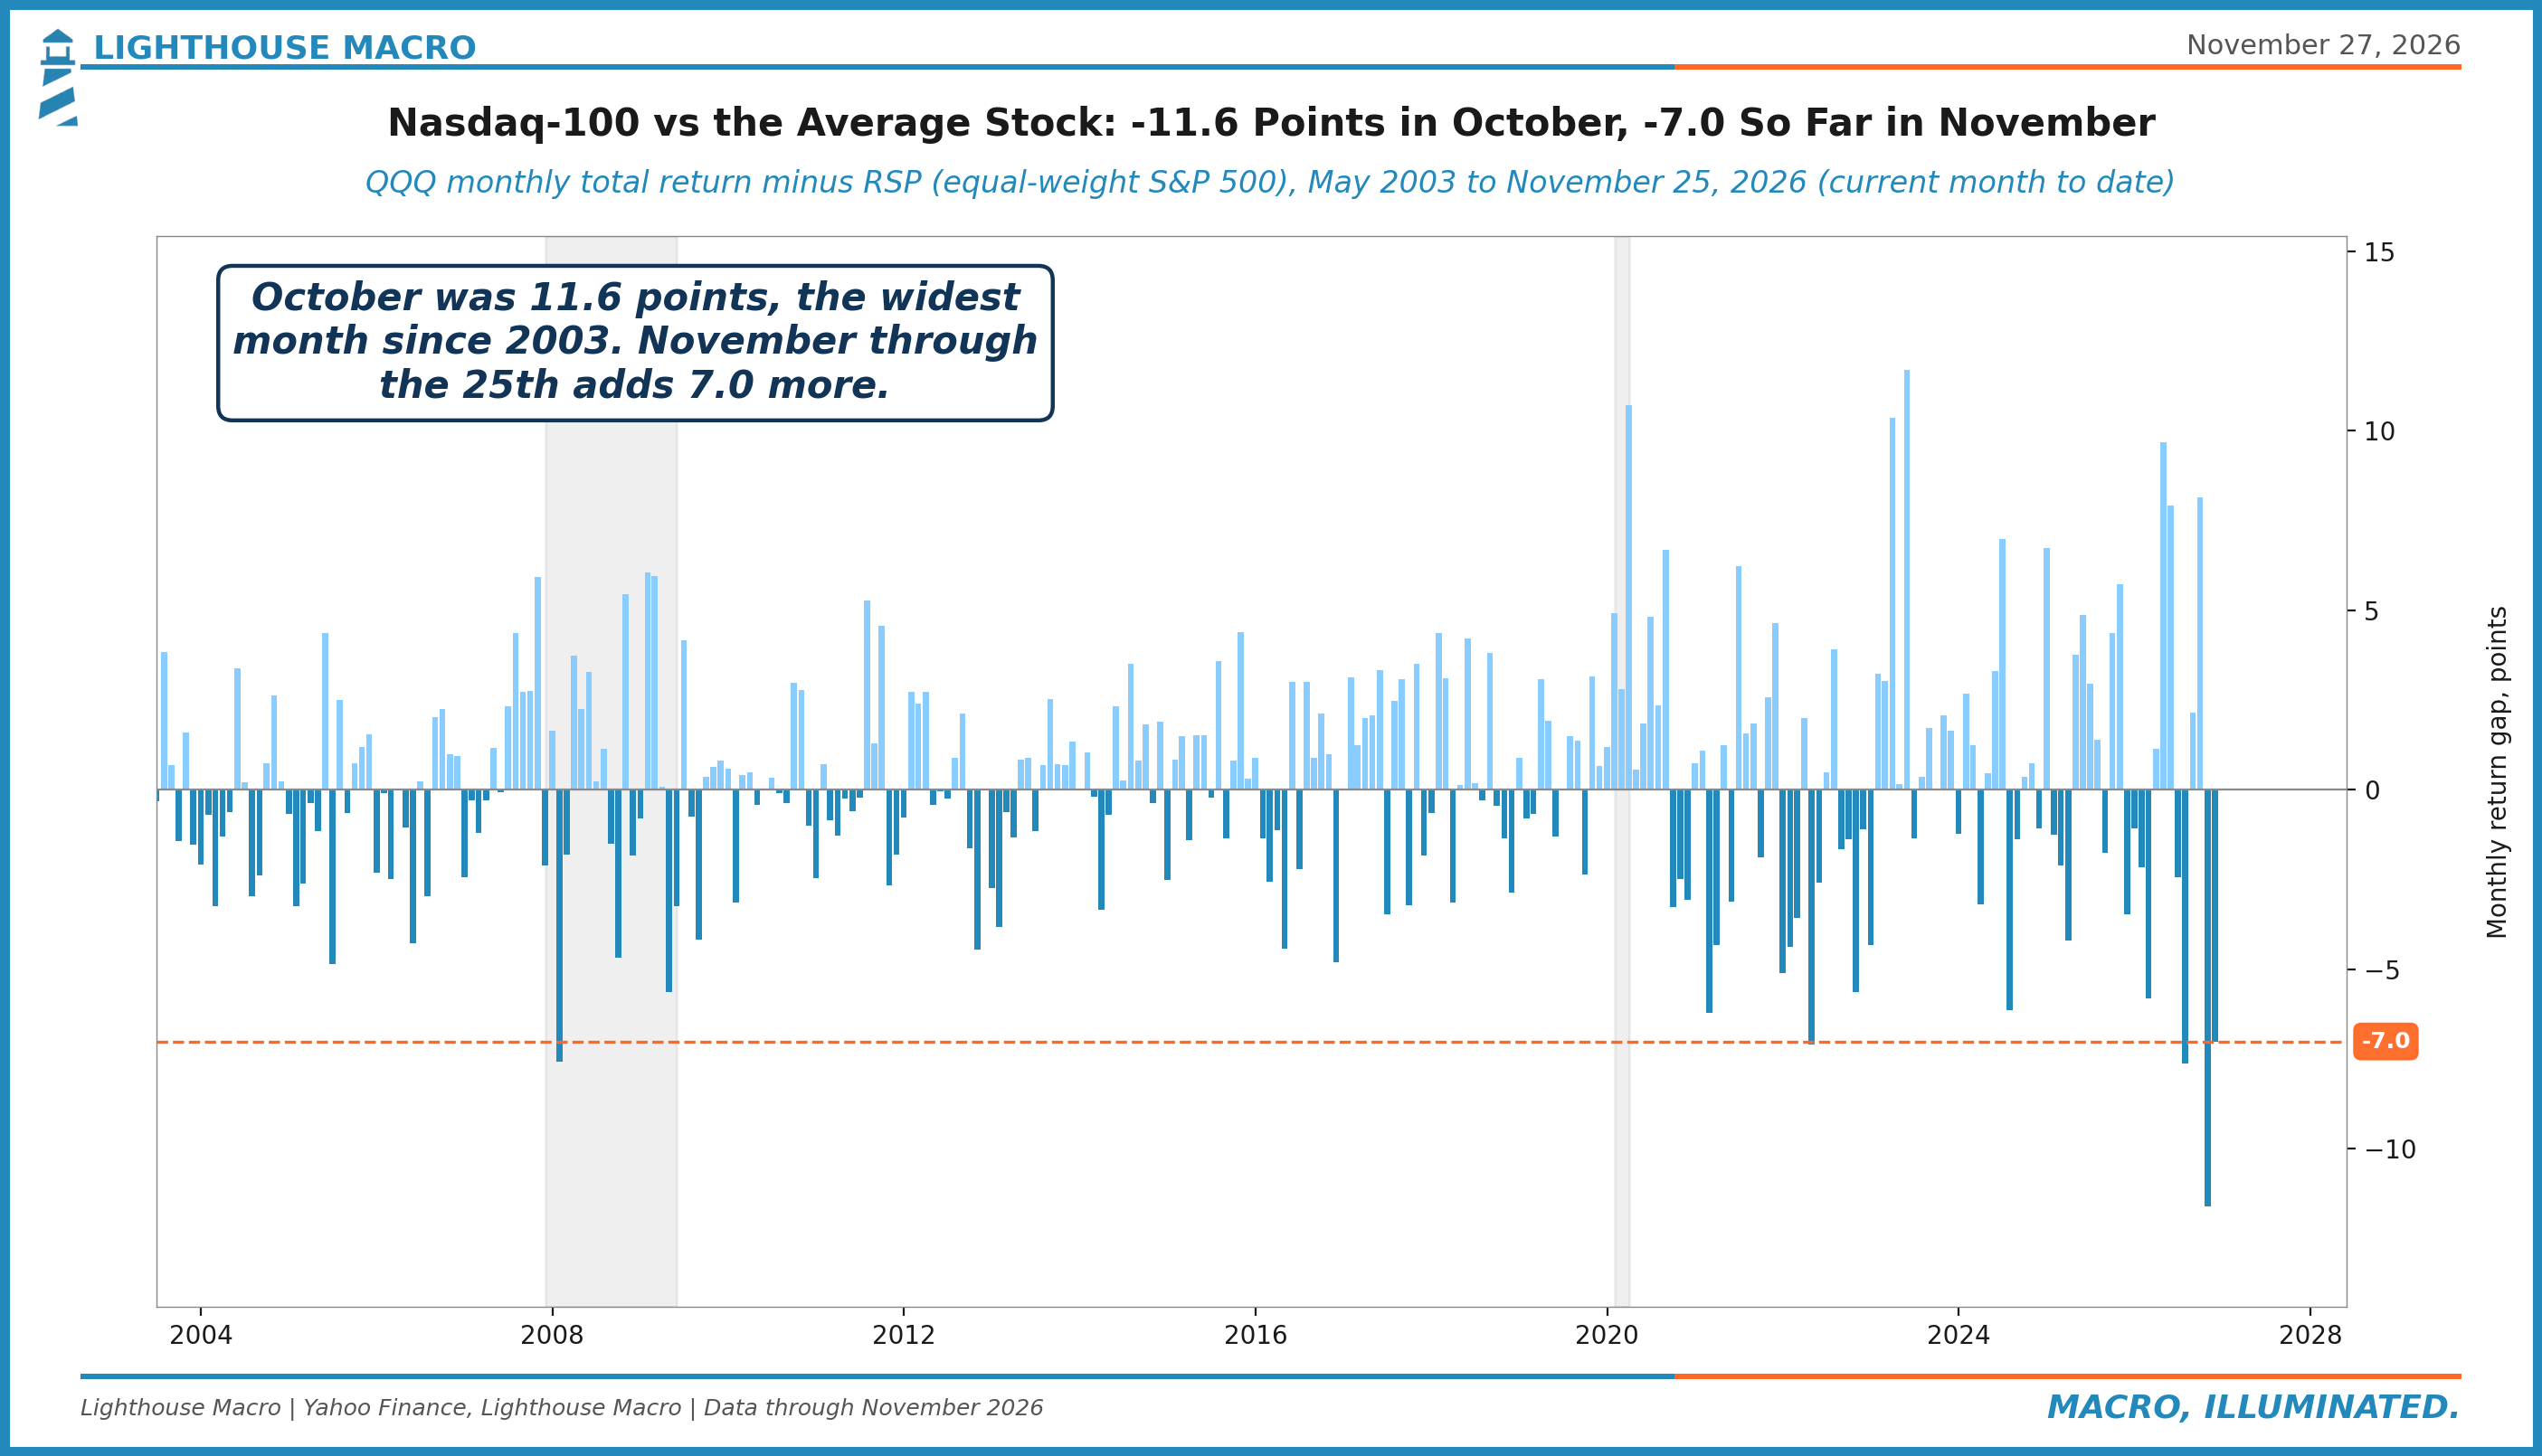 LIGHTHOUSE MACRO
November 27, 2026
Nasdaq-100 vs the Average Stock: -11.6 Points in October, -7.0 So Far in November
QQQ monthly total return minus RSP (equal-weight S&P 500), May 2003 to November 25, 2026 (current month to date)
October was 11.6 points, the widest
month since 2003. November through
the 25th adds 7.0 more.
15
10
5
0
−5
-7.0
−10
Monthly return gap, points
2004
2008
2012
2016
2020
2024
2028
Lighthouse Macro | Yahoo Finance, Lighthouse Macro | Data through November 2026
MACRO, ILLUMINATED.